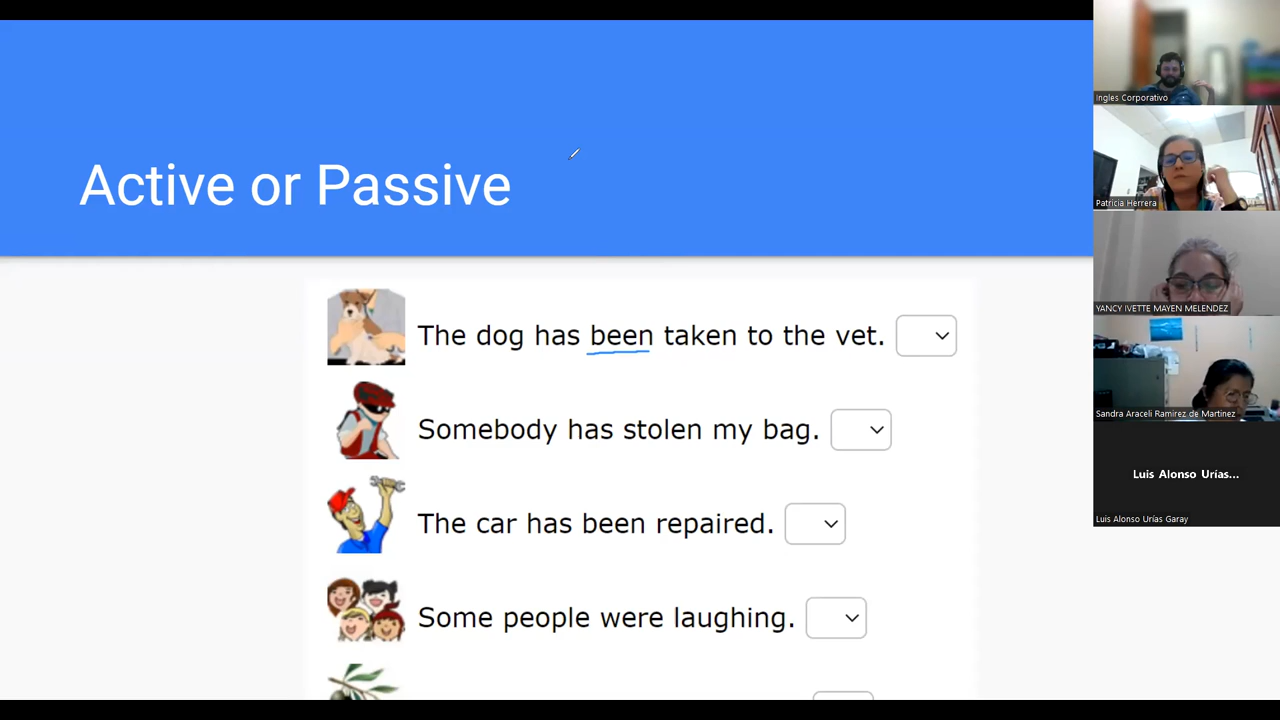 Active or Passive
The dog has been taken to the vet.
Somebody has stolen my bag.
The car has been repaired.
Some people were laughing.
Ingles Corporativo
Patricia Herrera
YANCY IVETTE MAYEN MELENDEZ
Sandra Araceli Ramirez de Martinez
Luis Alonso Urías...
Luis Alonso Urías Garay